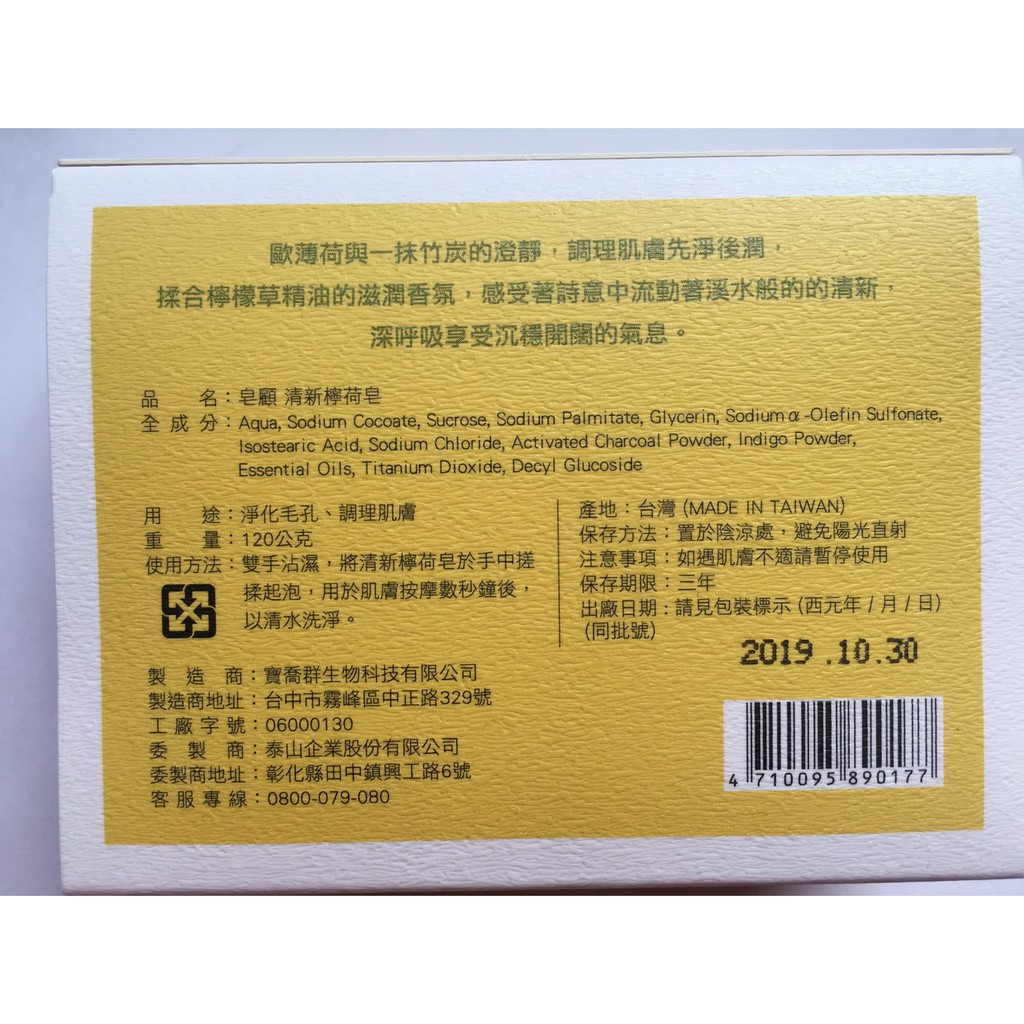 歐薄荷與一抹竹炭的澄靜，調理肌膚先淨後潤，
揉合檸檬草精油的滋潤香氛，感受著詩意中流動著溪水般的的清新，
深呼吸享受沉穩開闊的氣息。
品名：皂顧 清新檸荷皂
全成分：Aqua, Sodium Cocoate, Sucrose, Sodium Palmitate, Glycerin, Sodium α-Olefin Sulfonate,
Isostearic Acid, Sodium Chloride, Activated Charcoal Powder, Indigo Powder,
Essential Oils, Titanium Dioxide, Decyl Glucoside
用途：淨化毛孔、調理肌膚
重量：120公克
使用方法：雙手沾濕，將清新檸荷皂於手中搓
揉起泡，用於肌膚按摩數秒鐘後，
以清水洗淨。
產地：台灣 (MADE IN TAIWAN)
保存方法：置於陰涼處，避免陽光直射
注意事項：如遇肌膚不適請暫停使用
保存期限：三年
出廠日期：請見包裝標示 (西元年/月/日)
(同批號)
2019.10.30
製造商：寶喬群生物科技有限公司
製造商地址：台中市霧峰區中正路329號
工廠字號：06000130
委製商：泰山企業股份有限公司
委製商地址：彰化縣田中鎮興工路6號
客服專線：0800-079-080
4 710095 890177